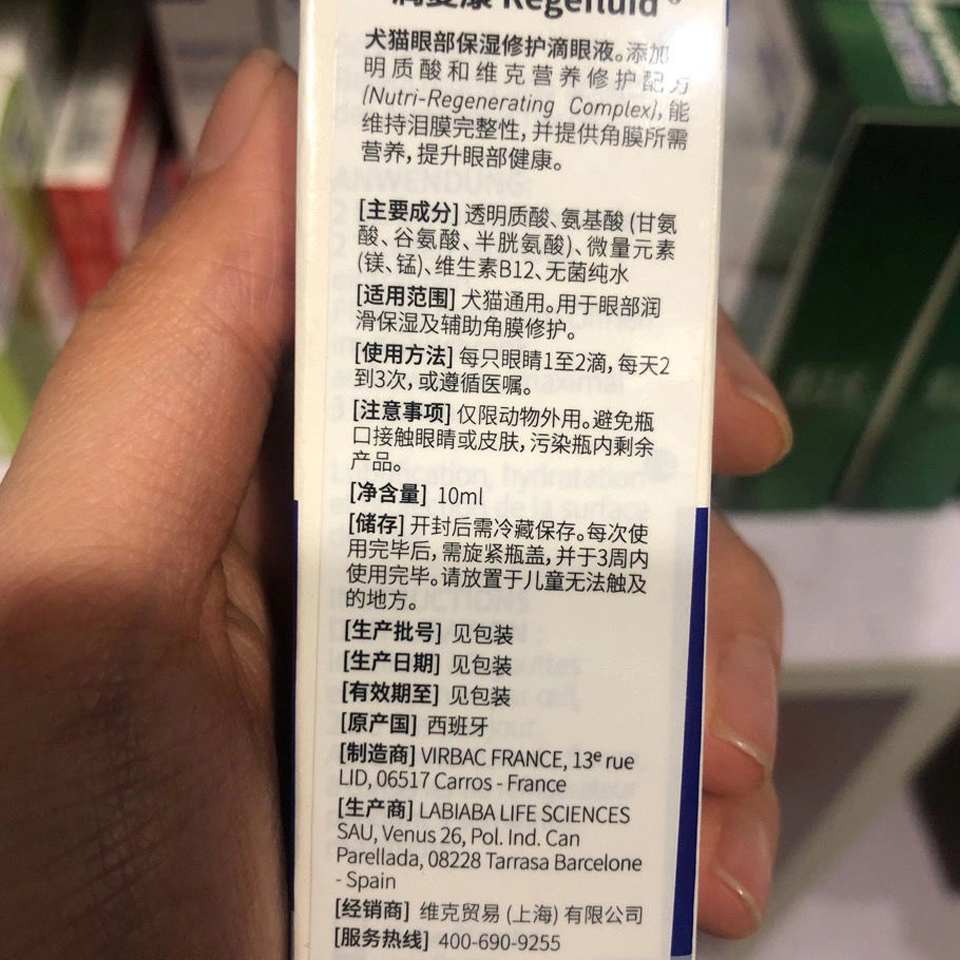 润复康 Regefluid®
犬猫眼部保湿修护滴眼液。添加
明质酸和维克营养修护配方
(Nutri-Regenerating Complex), 能
维持泪膜完整性, 并提供角膜所需
营养, 提升眼部健康。
[主要成分] 透明质酸、氨基酸 (甘氨
酸、谷氨酸、半胱氨酸)、微量元素
(镁、锰)、维生素B12、无菌纯水
[适用范围] 犬猫通用。用于眼部润
滑保湿及辅助角膜修护。
[使用方法] 每只眼睛1至2滴, 每天2
到3次, 或遵循医嘱。
[注意事项] 仅限动物外用。避免瓶
口接触眼睛或皮肤, 污染瓶内剩余
产品。
[净含量] 10ml
[储存] 开封后需冷藏保存。每次使
用完毕后, 需旋紧瓶盖, 并于3周内
使用完毕。请放置于儿童无法触及
的地方。
[生产批号] 见包装
[生产日期] 见包装
[有效期至] 见包装
[原产国] 西班牙
[制造商] VIRBAC FRANCE, 13e rue
LID, 06517 Carros - France
[生产商] LABIABA LIFE SCIENCES
SAU, Venus 26, Pol. Ind. Can
Parellada, 08228 Tarrasa Barcelone
- Spain
[经销商] 维克贸易 (上海) 有限公司
[服务热线] 400-690-9255